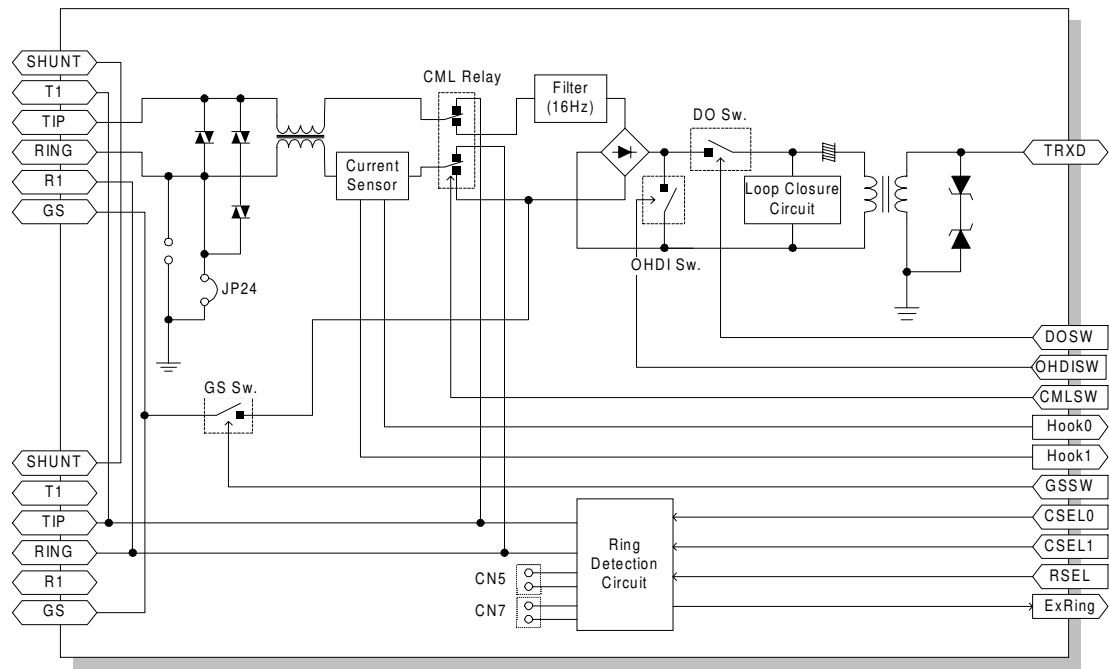 SHUNT
T1
TIP
RING
R1
GS
CML Relay
Filter
(16Hz)
DO Sw.
TRXD
Current
Sensor
Loop Closure
Circuit
OHDI Sw.
JP24
DOSW
OHDISW
GS Sw.
CMLSW
Hook0
SHUNT
Hook1
T1
GSSW
TIP
CSEL0
RING
Ring
Detection
Circuit
CSEL1
R1
CN5
RSEL
GS
CN7
ExRing